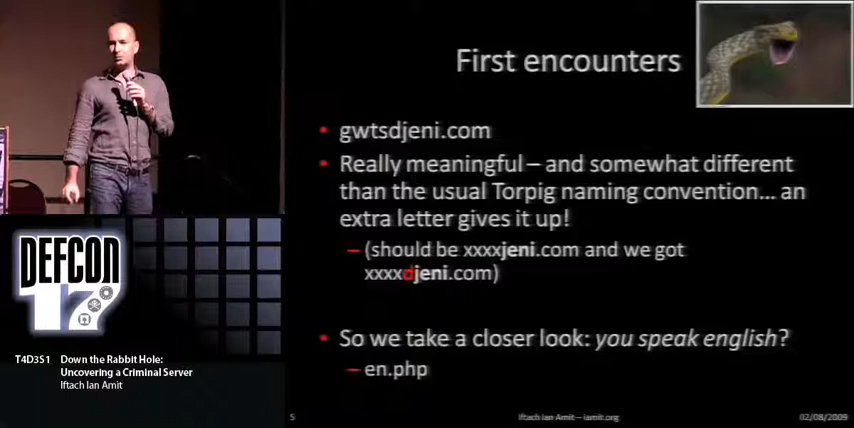 First encounters
gwtsdjeni.com
Really meaningful – and somewhat different
than the usual Torpig naming convention... an
extra letter gives it up!
– (should be xxxxjeni.com and we got
xxxxdjeni.com)
So we take a closer look: you speak english?
– en.php
5
Iftach Ian Amit – iamit.org
02/08/2009
DEFCON
17
T4D3S1 Down the Rabbit Hole:
Uncovering a Criminal Server
Iftach Ian Amit